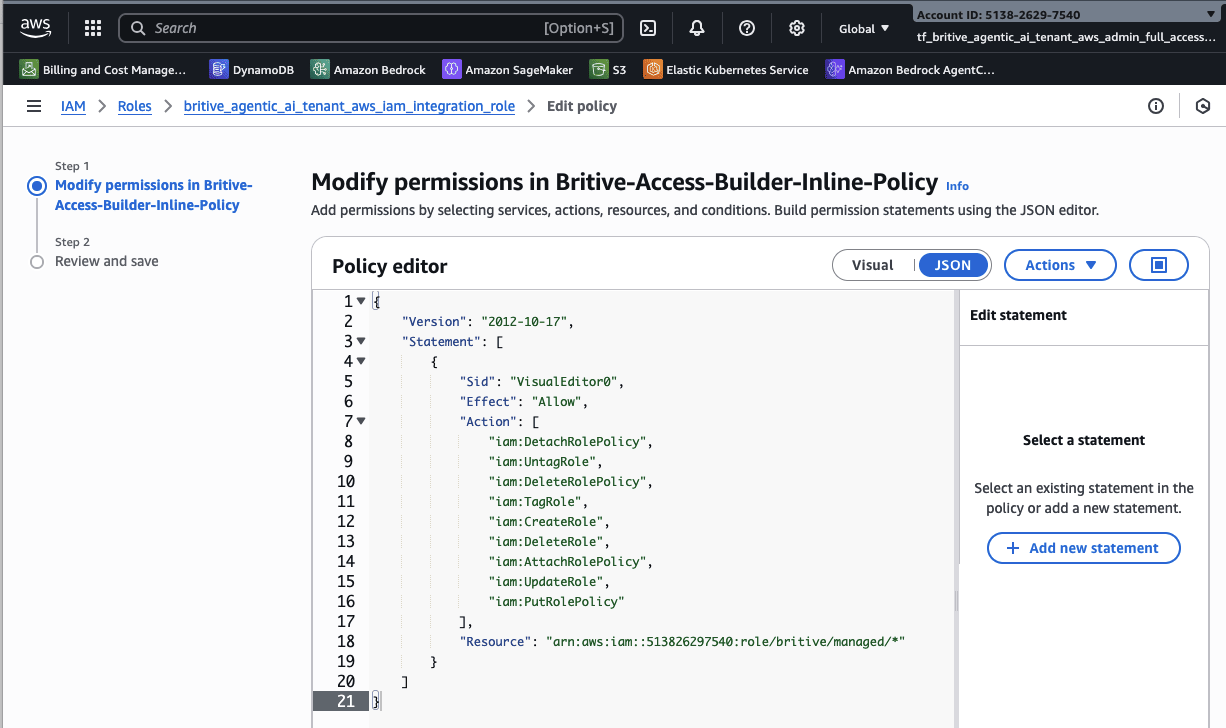 aws
Search
[Option+S]
Global
Account ID: 5138-2629-7540
tf_britive_agentic_ai_tenant_aws_admin_full_access...
Billing and Cost Manage...
DynamoDB
Amazon Bedrock
Amazon SageMaker
S3
Elastic Kubernetes Service
Amazon Bedrock AgentC...
IAM
Roles
britive_agentic_ai_tenant_aws_iam_integration_role
Edit policy
Step 1
Modify permissions in Britive-
Access-Builder-Inline-Policy
Step 2
Review and save
Modify permissions in Britive-Access-Builder-Inline-Policy Info
Add permissions by selecting services, actions, resources, and conditions. Build permission statements using the JSON editor.
Policy editor
Visual
JSON
Actions
1 {
2 "Version": "2012-10-17",
3 "Statement": [
4 {
5 "Sid": "VisualEditor0",
6 "Effect": "Allow",
7 "Action": [
8 "iam:DetachRolePolicy",
9 "iam:UntagRole",
10 "iam:DeleteRolePolicy",
11 "iam:TagRole",
12 "iam:CreateRole",
13 "iam:DeleteRole",
14 "iam:AttachRolePolicy",
15 "iam:UpdateRole",
16 "iam:PutRolePolicy"
17 ],
18 "Resource": "arn:aws:iam::513826297540:role/britive/managed/*"
19 }
20 ]
21 }
Edit statement
Select a statement
Select an existing statement in the
policy or add a new statement.
+ Add new statement